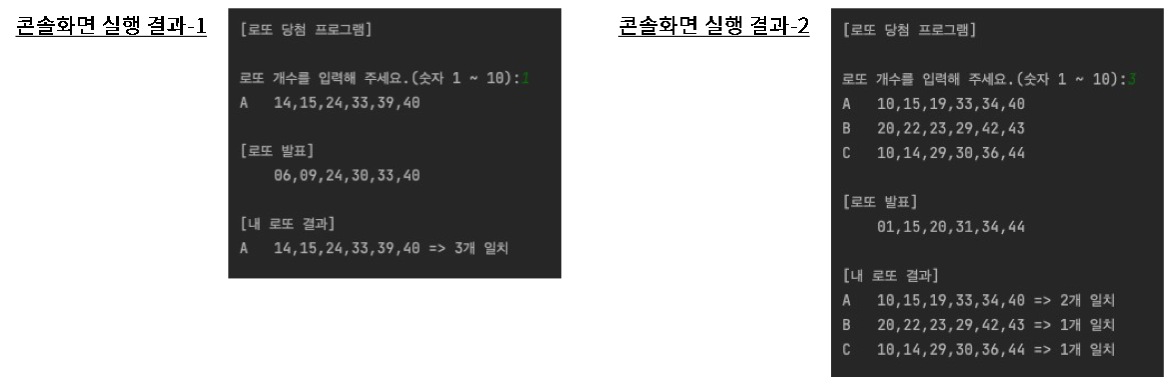 콘솔화면 실행 결과-1
[로또 당첨 프로그램]
로또 개수를 입력해 주세요.(숫자 1 ~ 10):1
A 14,15,24,33,39,40
[로또 발표]
06,09,24,30,33,40
[내 로또 결과]
A 14,15,24,33,39,40 => 3개 일치
콘솔화면 실행 결과-2
[로또 당첨 프로그램]
로또 개수를 입력해 주세요.(숫자 1 ~ 10):3
A 10,15,19,33,34,40
B 20,22,23,29,42,43
C 10,14,29,30,36,44
[로또 발표]
01,15,20,31,34,44
[내 로또 결과]
A 10,15,19,33,34,40 => 2개 일치
B 20,22,23,29,42,43 => 1개 일치
C 10,14,29,30,36,44 => 1개 일치